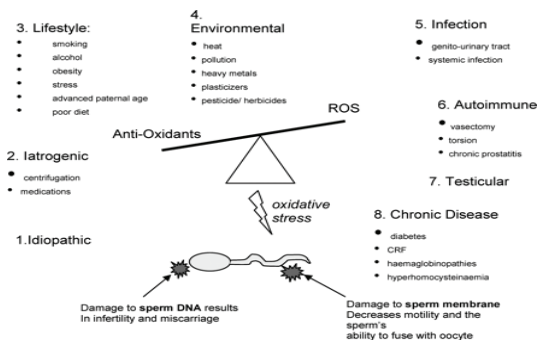 3. Lifestyle:
• smoking
• alcohol
• obesity
• stress
• advanced paternal age
• poor diet
4.
Environmental
• heat
• pollution
• heavy metals
• plasticizers
• pesticide/ herbicides
5. Infection
• genito-urinary tract
• systemic infection
ROS
Anti-Oxidants
6. Autoimmune
• vasectomy
• torsion
• chronic prostatitis
2. Iatrogenic
• centrifugation
• medications
7. Testicular
oxidative
stress
8. Chronic Disease
• diabetes
• CRF
• haemaglobinopathies
• hyperhomocysteinaemia
1.Idiopathic
Damage to sperm DNA results
In infertility and miscarriage
Damage to sperm membrane
Decreases motility and the
sperm's
ability to fuse with oocyte